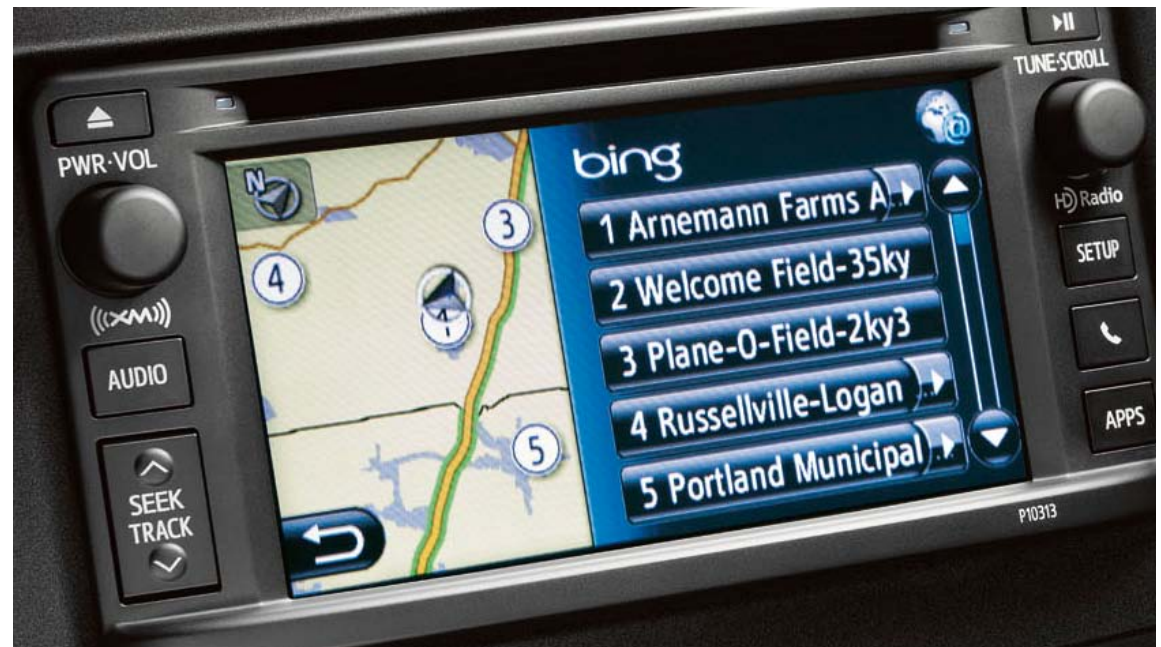 PWR·VOL
((XM))
AUDIO
SEEK
TRACK
N
4
3
5
bing
1 Arnemann Farms A..
2 Welcome Field-35ky
3 Plane-O-Field-2ky3
4 Russellville-Logan ..
5 Portland Municipal..
@
TUNE·SCROLL
HD Radio
SETUP
APPS
P10313